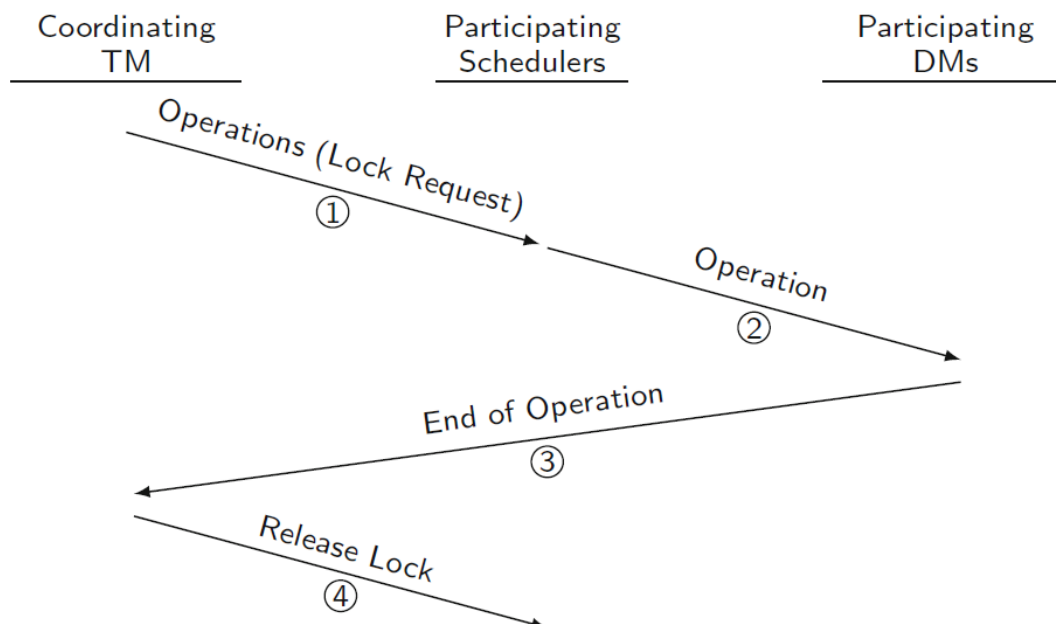 Coordinating
TM
Participating
Schedulers
Participating
DMs
Operations (Lock Request)
①
Operation
②
End of Operation
③
Release Lock
④